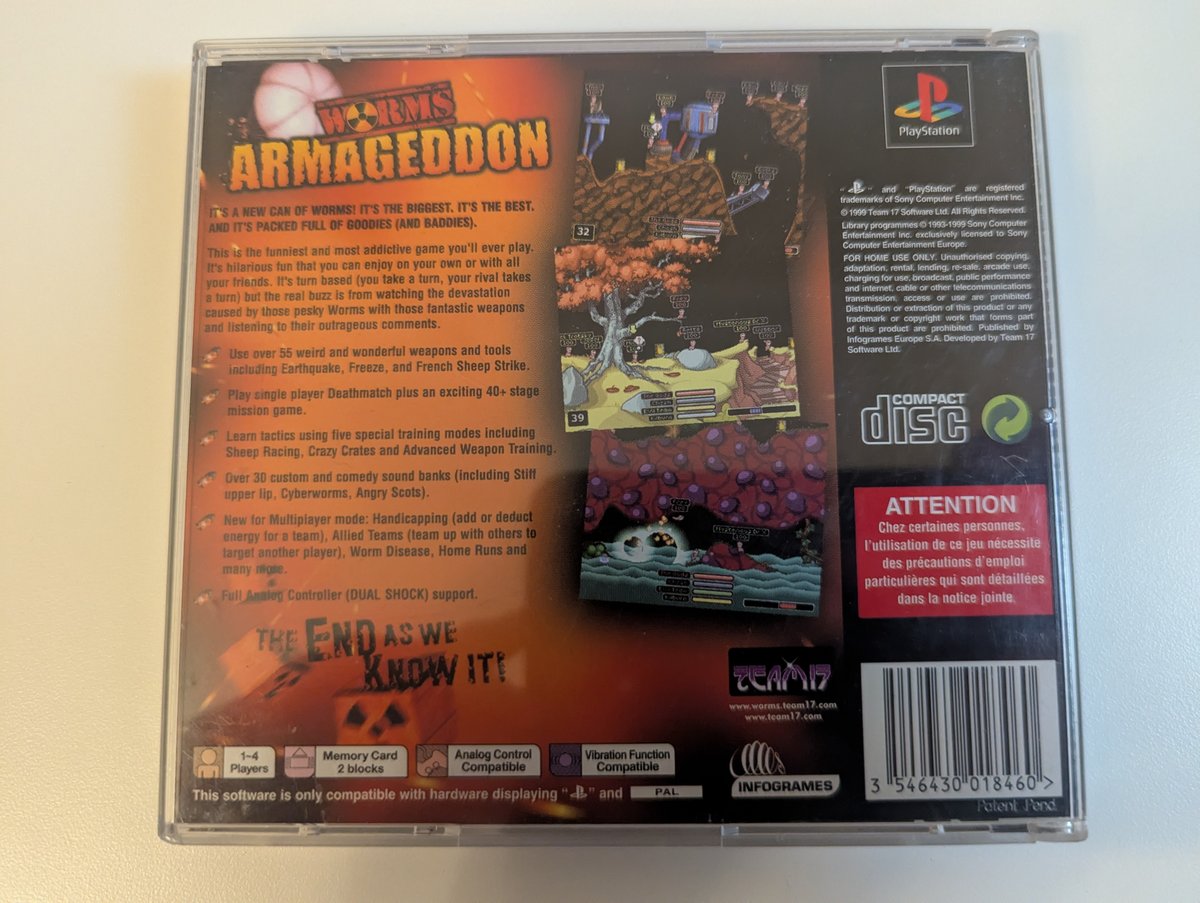 WORMS
ARMAGEDDON
IT'S A NEW CAN OF WORMS! IT'S THE BIGGEST. IT'S THE BEST.
AND IT'S PACKED FULL OF GOODIES (AND BADDIES).
This is the funniest and most addictive game you'll ever play.
It's hilarious fun that you can enjoy on your own or with all
your friends. It's turn based (you take a turn, your rival takes
a turn) but the real buzz is from watching the devastation
caused by those pesky Worms with those fantastic weapons
and listening to their outrageous comments.
Use over 55 weird and wonderful weapons and tools
including Earthquake, Freeze, and French Sheep Strike.
Play single player Deathmatch plus an exciting 40+ stage
mission game.
Learn tactics using five special training modes including
Sheep Racing, Crazy Crates and Advanced Weapon Training.
Over 30 custom and comedy sound banks (including Stiff
upper lip, Cyberworms, Angry Scots).
New for Multiplayer mode: Handicapping (add or deduct
energy for a team), Allied Teams (team up with others to
target another player), Worm Disease, Home Runs and
many more.
Full Analog Controller (DUAL SHOCK) support.
THE END AS WE
KNOW IT!
1~4
Players
Memory Card
2 blocks
Analog Control
Compatible
Vibration Function
Compatible
This software is only compatible with hardware displaying " " and PAL
32
39
TEAM17
www.worms.team17.com
www.team17.com
INFOGRAMES
PlayStation
" " and "PlayStation" are registered
trademarks of Sony Computer Entertainment Inc.
© 1999 Team 17 Software Ltd. All Rights Reserved.
Library programmes © 1993-1999 Sony Computer
Entertainment Inc. exclusively licensed to Sony
Computer Entertainment Europe.
FOR HOME USE ONLY. Unauthorised copying,
adaptation, rental, lending, re-sale, arcade use,
charging for use, broadcast, public performance
and internet, cable or other telecommunications
transmission, access or use are prohibited.
Distribution or extraction of this product or any
trademark or copyright work that forms part
of this product are prohibited. Published by
Infogrames Europe S.A. Developed by Team 17
Software Ltd.
COMPACT
disc
ATTENTION
Chez certaines personnes,
l'utilisation de ce jeu nécessite
des précautions d'emploi
particulières qui sont détaillées
dans la notice jointe.
3 546430 018460 >
Patent Pend.